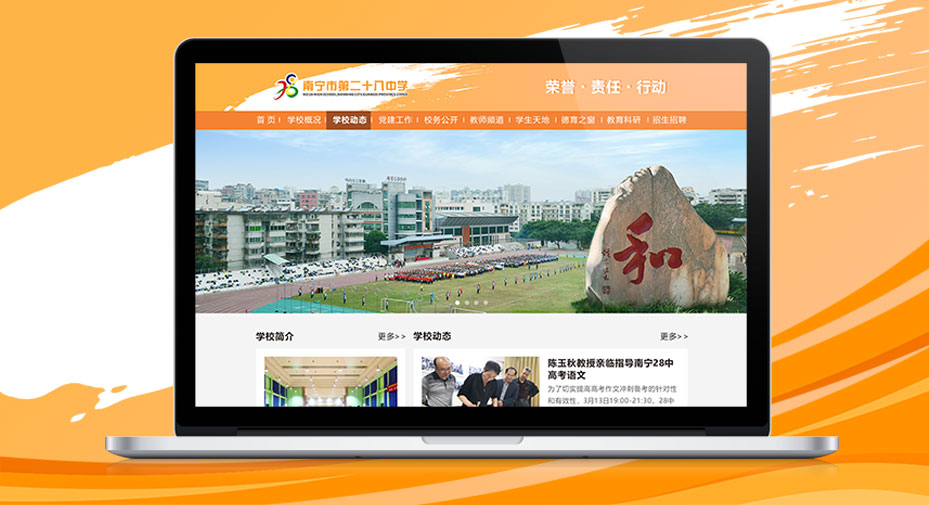 南宁市第二十八中学
荣誉·责任·行动
首 页
学校概况
学校动态
党建工作
校务公开
教师频道
学生天地
德育之窗
教育科研
招生招聘
和
学校简介
更多>>
学校动态
更多>>
陈玉秋教授亲临指导南宁28中
高考语文
为了切实提高高考作文冲刺备考的针对性
和有效性，3月13日19:00-21:30，28中